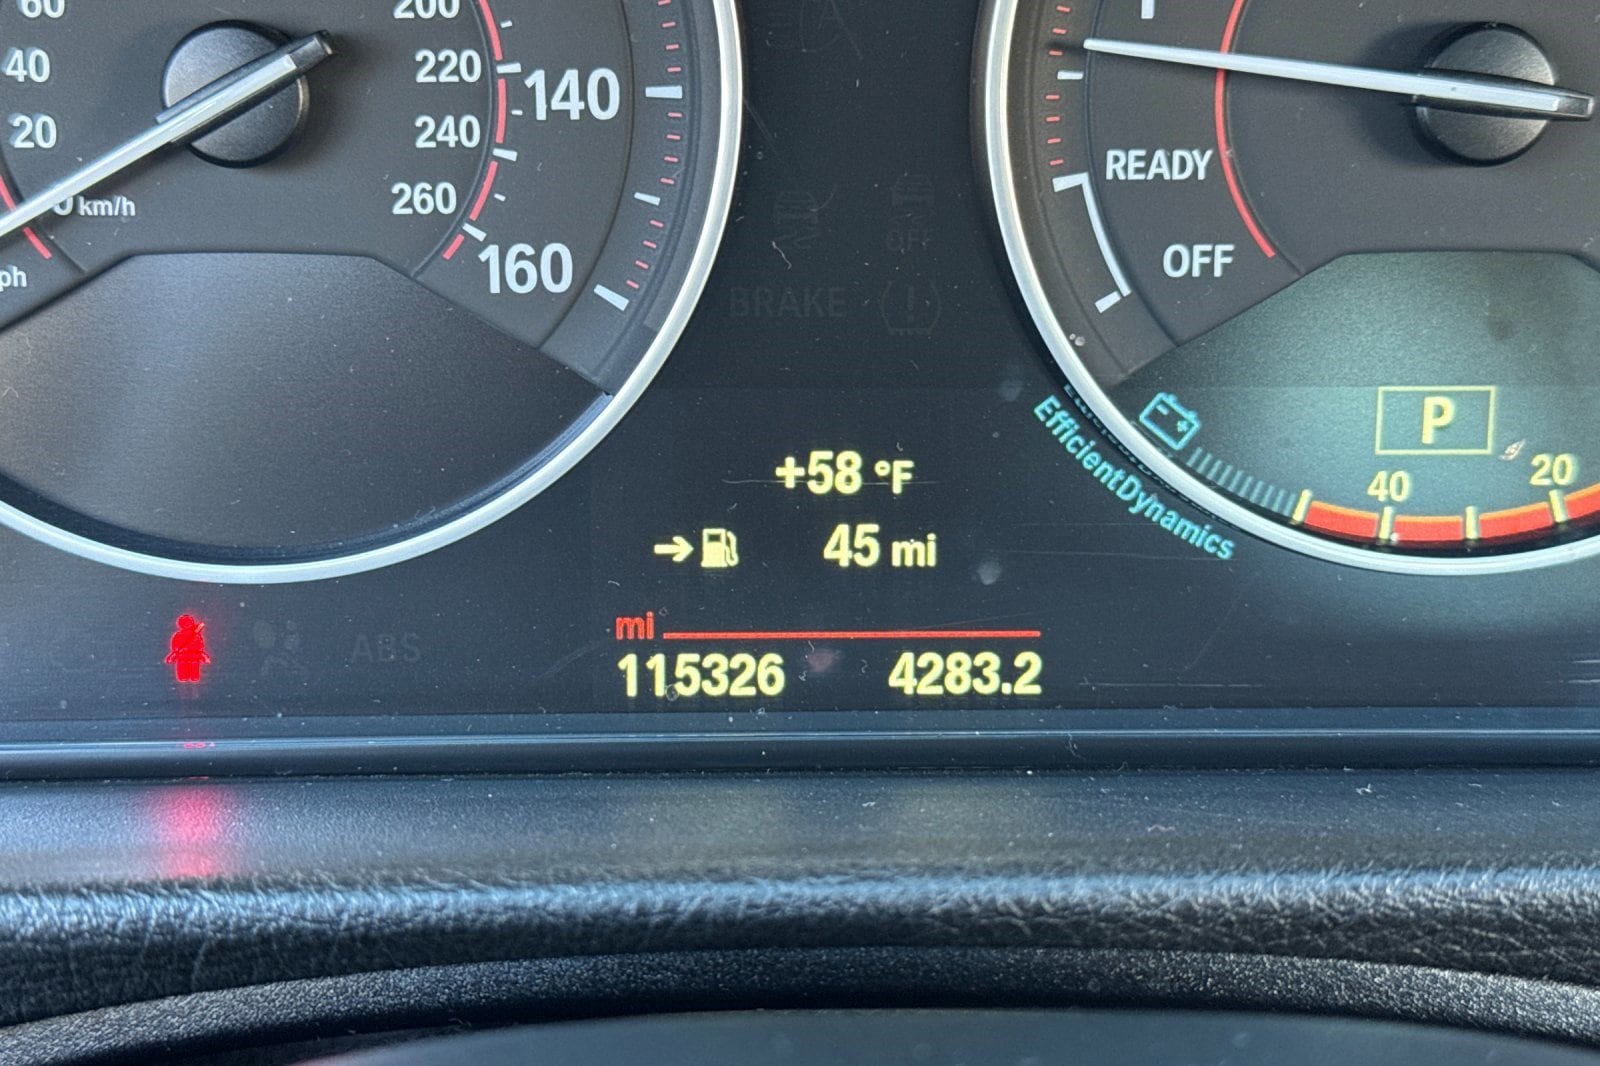 60
40
20
0 km/h
200
220
240
260
140
160
READY
OFF
OFF
BRAKE
EfficientDynamics
P
40
20
+58 °F
45 mi
mi
115326 4283.2
ABS